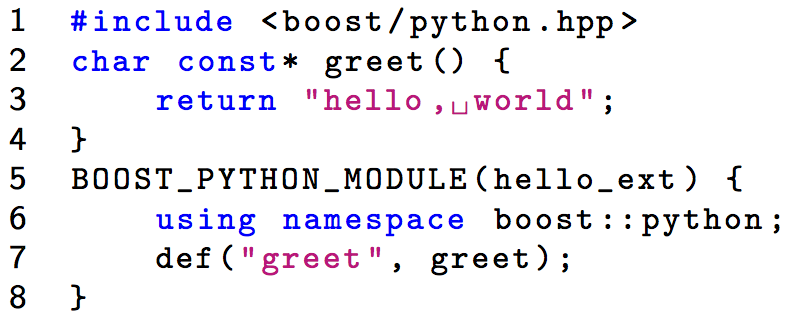 1 #include <boost/python.hpp>
2 char const* greet() {
3     return "hello,␣world";
4 }
5 BOOST_PYTHON_MODULE(hello_ext) {
6     using namespace boost::python;
7     def("greet", greet);
8 }